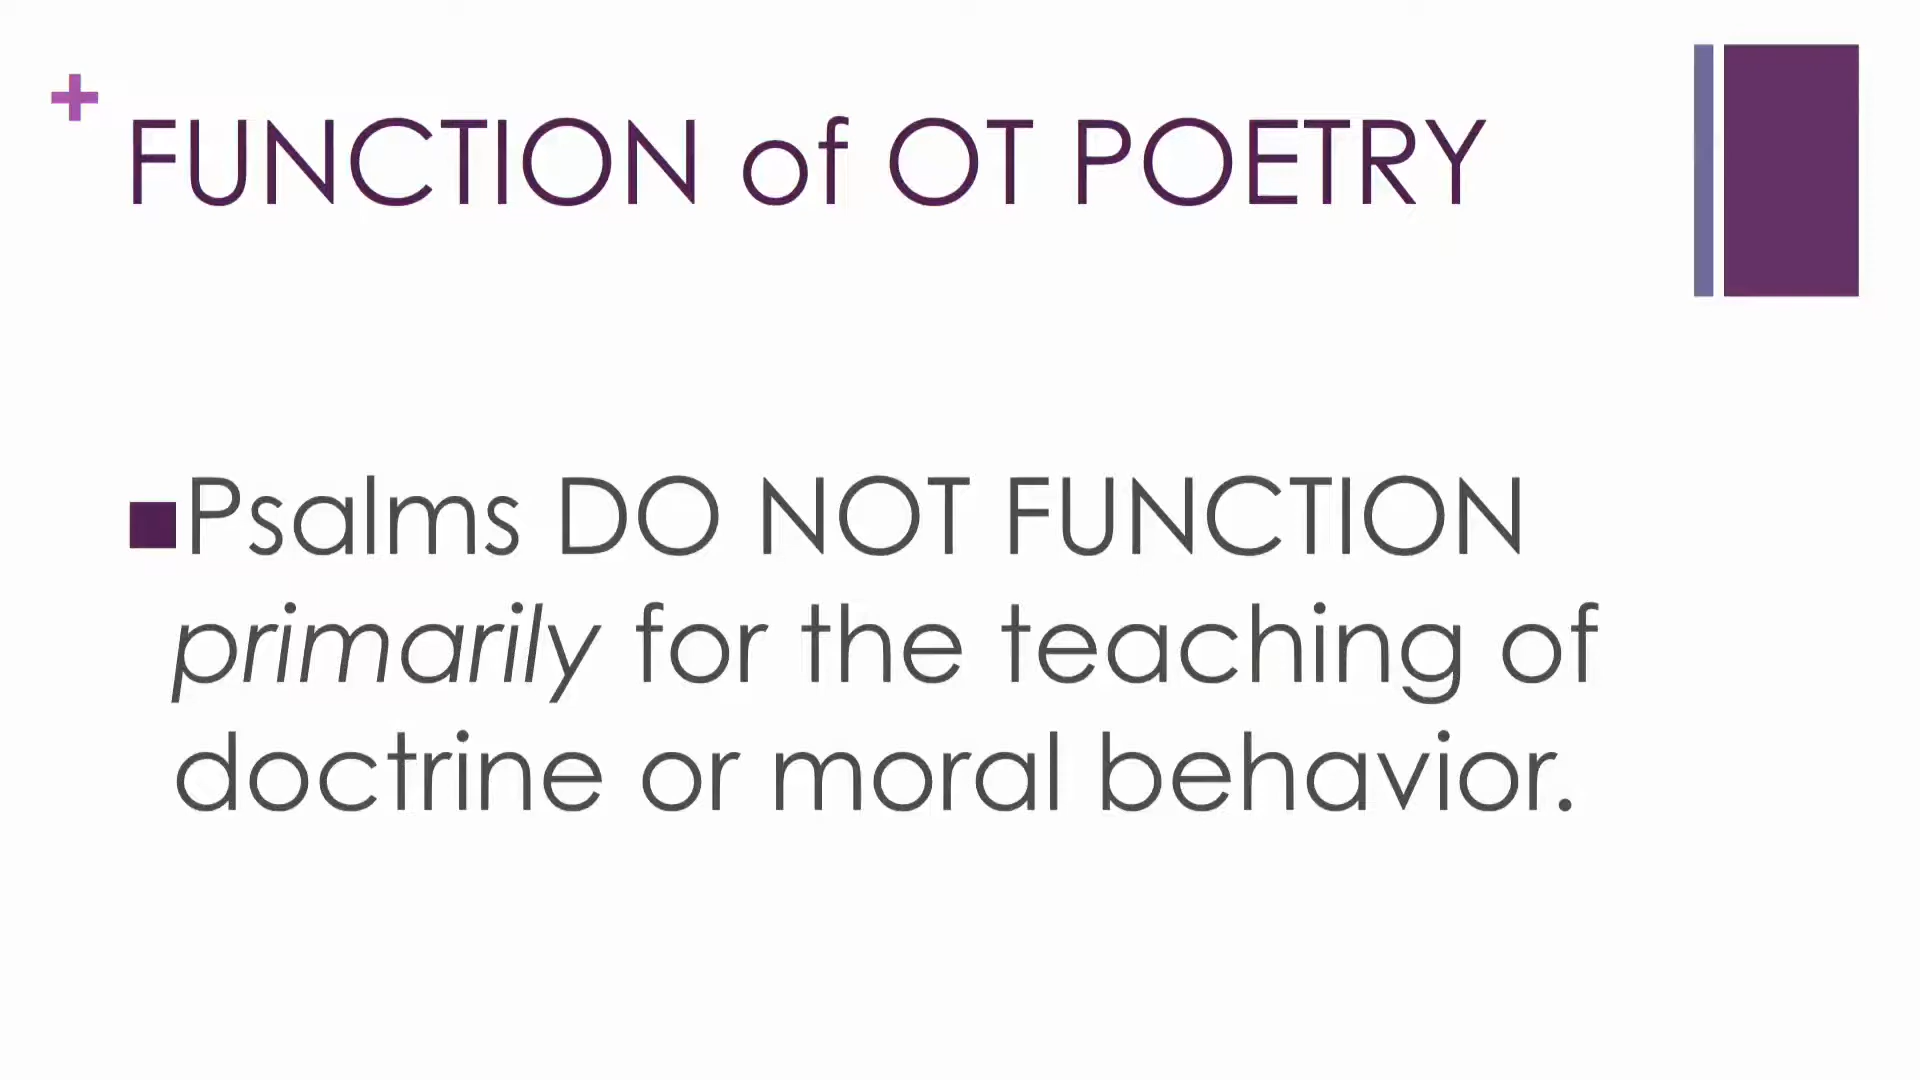 FUNCTION of OT POETRY
Psalms DO NOT FUNCTION
primarily for the teaching of
doctrine or moral behavior.